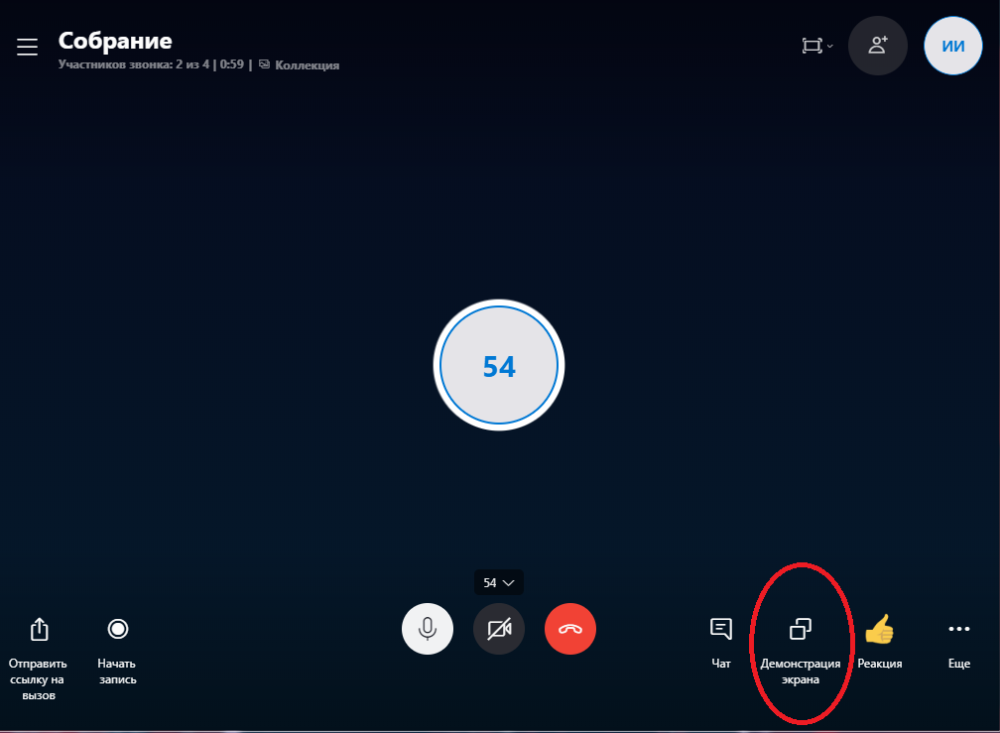 Собрание
Участников звонка: 2 из 4 | 0:59 | Коллекция
ИИ
54
54
Отправить
ссылку на
вызов
Начать
запись
Чат
Демонстрация
экрана
Реакция
Еще